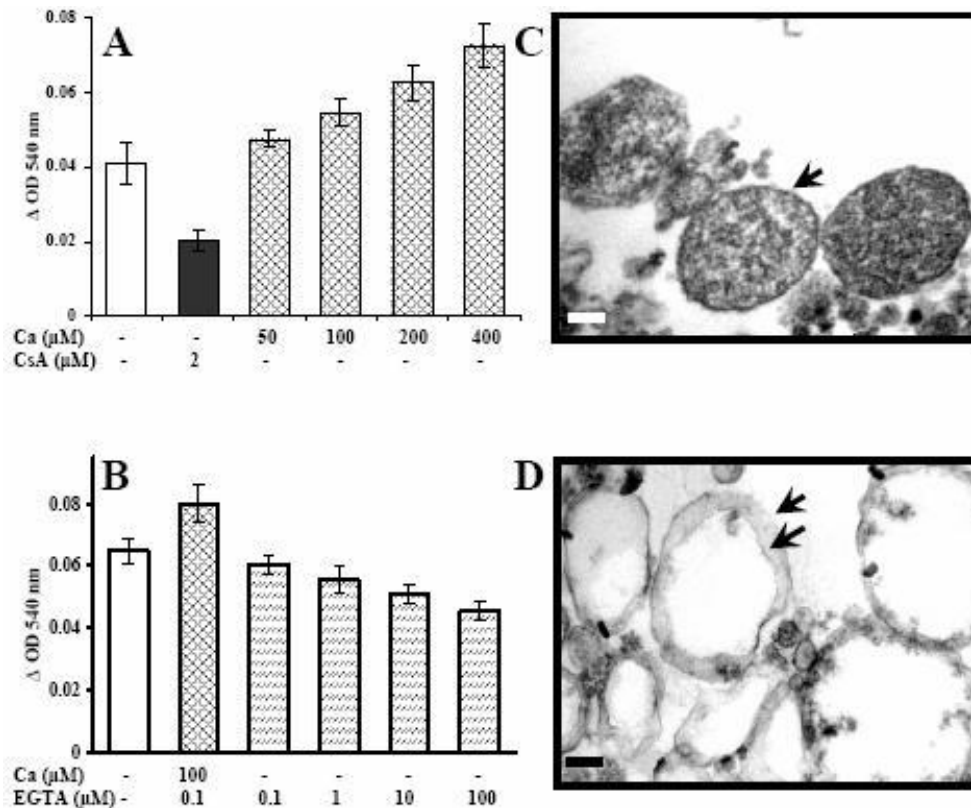 A
0.08
0.06
0.04
0.02
0
Δ OD 540 nm
Ca (µM) - - 50 100 200 400
CsA (µM) - 2 - - - -
C
B
0.08
0.06
0.04
0.02
0
Δ OD 540 nm
Ca (µM) - 100 - - - -
EGTA (µM) - 0.1 0.1 1 10 100
D